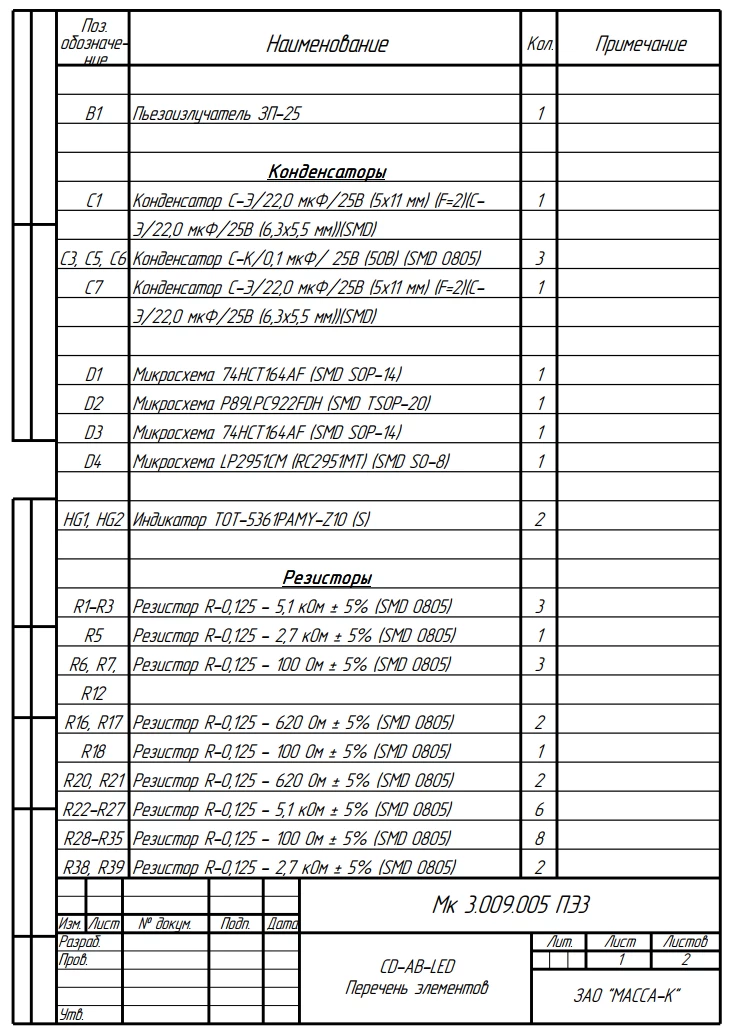 Поз. обозначе-ние Наименование Кол. Примечание
B1 Пьезоизлучатель ЗП-25 1
Конденсаторы
C1 Конденсатор С-Э/22,0 мкФ/25В (5х11 мм) (F=2)(С- 1
Э/22,0 мкФ/25В (6,3х5,5 мм))(SMD)
C3, C5, C6 Конденсатор С-К/0,1 мкФ/ 25В (50В) (SMD 0805) 3
C7 Конденсатор С-Э/22,0 мкФ/25В (5х11 мм) (F=2)(С- 1
Э/22,0 мкФ/25В (6,3х5,5 мм))(SMD)
D1 Микросхема 74HCT164AF (SMD SOP-14) 1
D2 Микросхема P89LPC922FDH (SMD TSOP-20) 1
D3 Микросхема 74HCT164AF (SMD SOP-14) 1
D4 Микросхема LP2951CM (RC2951MT) (SMD SO-8) 1
HG1, HG2 Индикатор TOT-5361PAMY-Z10 (S) 2
Резисторы
R1-R3 Резистор R-0,125 - 5,1 кОм ± 5% (SMD 0805) 3
R5 Резистор R-0,125 - 2,7 кОм ± 5% (SMD 0805) 1
R6, R7, Резистор R-0,125 - 100 Ом ± 5% (SMD 0805) 3
R12
R16, R17 Резистор R-0,125 - 620 Ом ± 5% (SMD 0805) 2
R18 Резистор R-0,125 - 100 Ом ± 5% (SMD 0805) 1
R20, R21 Резистор R-0,125 - 620 Ом ± 5% (SMD 0805) 2
R22-R27 Резистор R-0,125 - 5,1 кОм ± 5% (SMD 0805) 6
R28-R35 Резистор R-0,125 - 100 Ом ± 5% (SMD 0805) 8
R38, R39 Резистор R-0,125 - 2,7 кОм ± 5% (SMD 0805) 2
Мк 3.009.005 ПЭ3
Изм. Лист № докум. Подп. Дата
Разраб. Лит. Лист Листов
Пров. 1 2
CD-AB-LED
Перечень элементов
ЗАО "МАССА-К"
Утв.